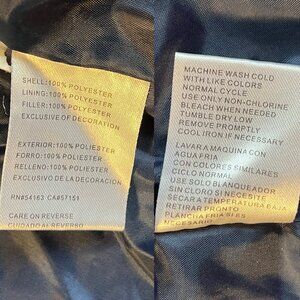 SHELL:100% POLYESTER
LINING:100% POLYESTER
FILLER:100% POLYESTER
EXCLUSIVE OF DECORATION
EXTERIOR:100% POLIESTER
FORRO:100% POLIESTER
RELLENO:100% POLIESTER
EXCLUSIVO DE LA DECORACION
RN#54163 CA#57151
CARE ON REVERSE
CUIDADO AL REVERSO
MACHINE WASH COLD
WITH LIKE COLORS
NORMAL CYCLE
USE ONLY NON-CHLORINE
BLEACH WHEN NEEDED
TUMBLE DRY LOW
REMOVE PROMPTLY
COOL IRON IF NECESSARY
LAVAR A MAQUINA CON
AGUA FRIA
CON COLORES SIMILARES
CICLO NORMAL
USE SOLO BLANQUEADOR
SIN CLORO SI NECESITE
SECAR A TEMPERATURA BAJA
RETIRAR PRONTO
PLANCHA FRIA SI ES
NECESARIO